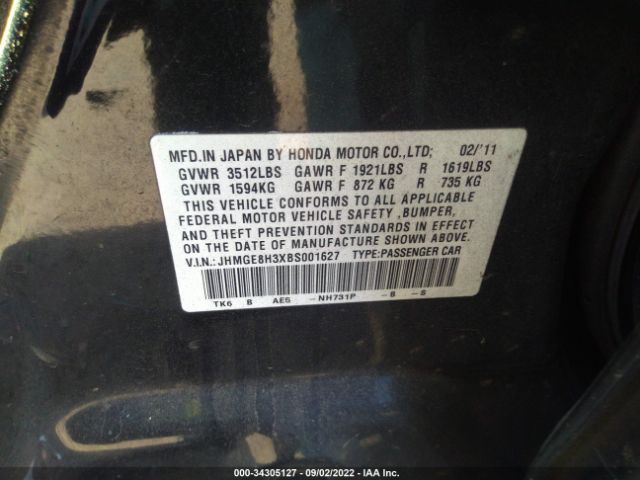 MFD.IN JAPAN BY HONDA MOTOR CO.,LTD; 02/'11
GVWR 3512LBS GAWR F 1921LBS R 1619LBS
GVWR 1594KG GAWR F 872 KG R 735 KG
THIS VEHICLE CONFORMS TO ALL APPLICABLE
FEDERAL MOTOR VEHICLE SAFETY ,BUMPER,
AND THEFT PREVENTION STANDARDS IN EFFECT
ON THE DATE OF MANUFACTURE SHOWN ABOVE.
V.I.N.: JHMGE8H3XBS001627 TYPE:PASSENGER CAR
TK6 B AE5 -NH731P -B -S
000-34305127 - 09/02/2022 - IAA Inc.